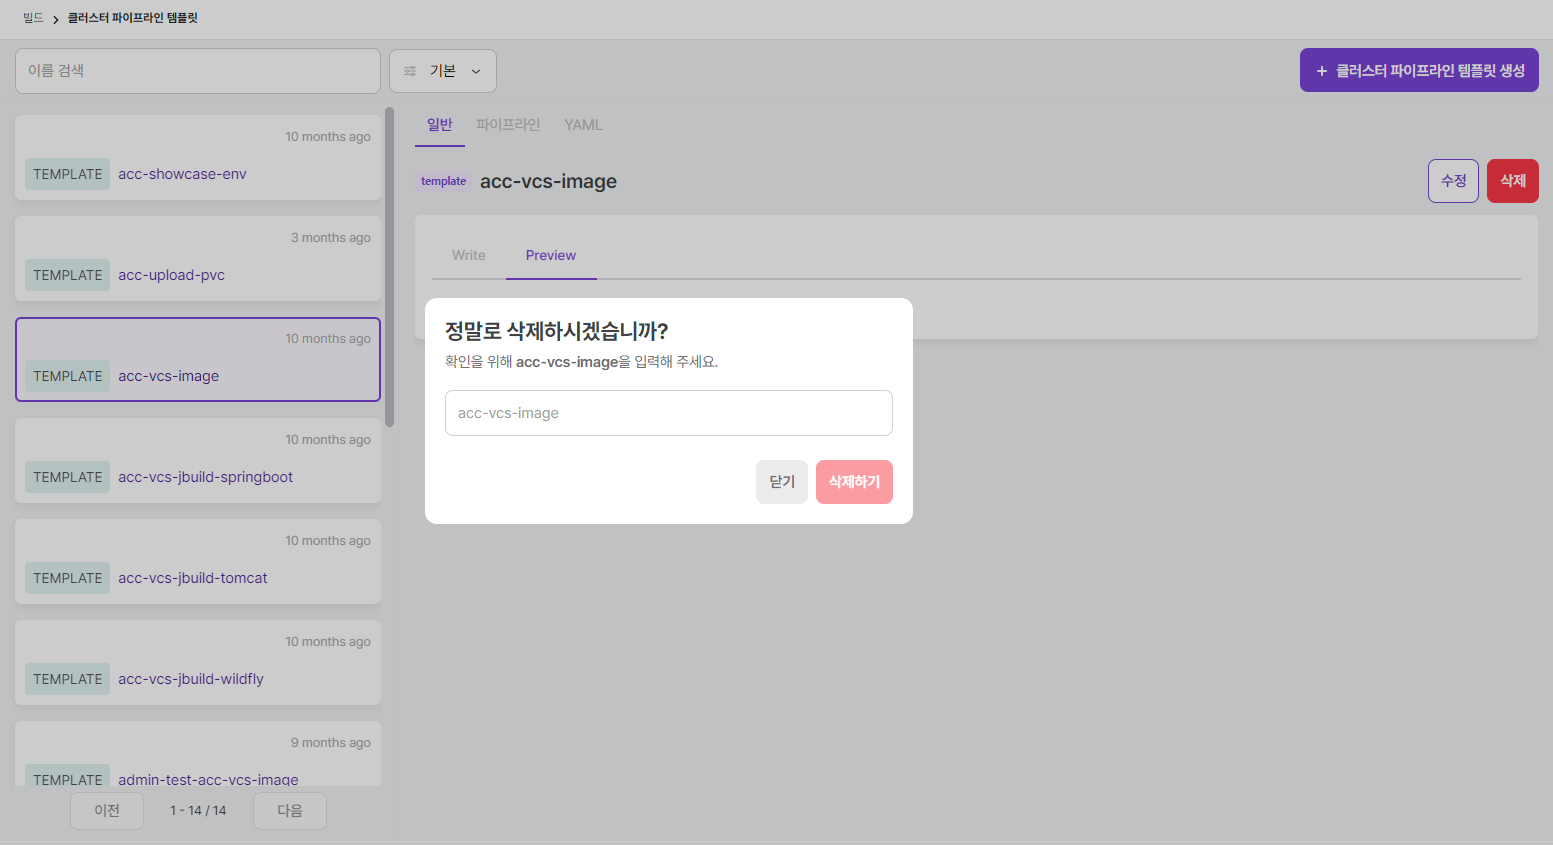 빌드 > 클러스터 파이프라인 템플릿
이름 검색
기본
+ 클러스터 파이프라인 템플릿 생성
10 months ago
TEMPLATE acc-showcase-env
3 months ago
TEMPLATE acc-upload-pvc
10 months ago
TEMPLATE acc-vcs-image
10 months ago
TEMPLATE acc-vcs-jbuild-springboot
10 months ago
TEMPLATE acc-vcs-jbuild-tomcat
10 months ago
TEMPLATE acc-vcs-jbuild-wildfly
9 months ago
TEMPLATE admin-test-acc-vcs-image
이전 1 - 14 / 14 다음
일반 파이프라인 YAML
template acc-vcs-image 수정 삭제
Write Preview
정말로 삭제하시겠습니까?
확인을 위해 acc-vcs-image을 입력해 주세요.
acc-vcs-image
닫기 삭제하기